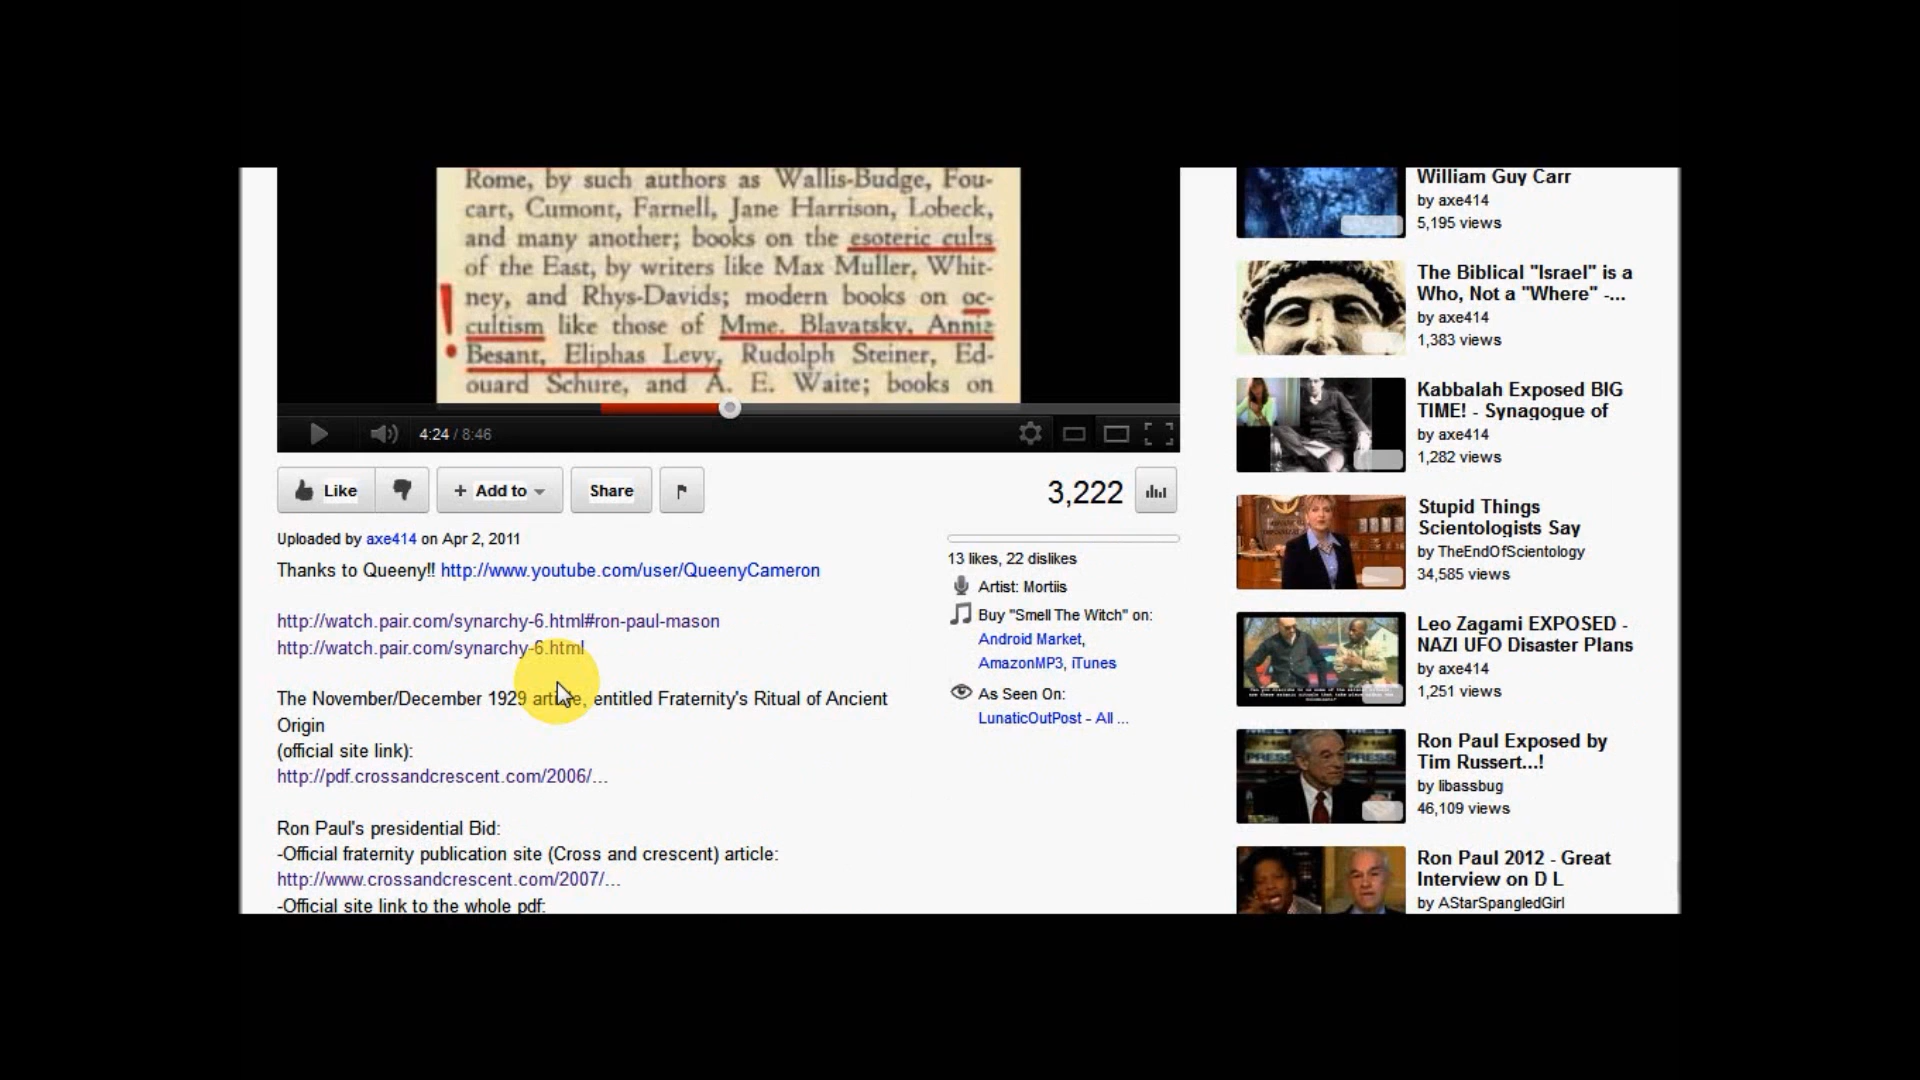 Rome, by such authors as Wallis-Budge, Fou-
cart, Cumont, Farnell, Jane Harrison, Lobeck,
and many another; books on the esoteric cults
of the East, by writers like Max Muller, Whit-
ney, and Rhys-Davids; modern books on oc-
cultism like those of Mme. Blavatsky, Annie
Besant, Eliphas Levy, Rudolph Steiner, Ed-
ouard Schure, and A. E. Waite; books on
4:24 / 8:46
Like
+ Add to
Share
3,222
Uploaded by axe414 on Apr 2, 2011
Thanks to Queeny!! http://www.youtube.com/user/QueenyCameron
http://watch.pair.com/synarchy-6.html#ron-paul-mason
http://watch.pair.com/synarchy-6.html
The November/December 1929 article, entitled Fraternity's Ritual of Ancient
Origin
(official site link):
http://pdf.crossandcrescent.com/2006/...
Ron Paul's presidential Bid:
-Official fraternity publication site (Cross and crescent) article:
http://www.crossandcrescent.com/2007/...
-Official site link to the whole pdf:
13 likes, 22 dislikes
Artist: Mortiis
Buy "Smell The Witch" on:
Android Market,
AmazonMP3, iTunes
As Seen On:
LunaticOutPost - All ...
William Guy Carr
by axe414
5,195 views
The Biblical "Israel" is a
Who, Not a "Where" -...
by axe414
1,383 views
Kabbalah Exposed BIG
TIME! - Synagogue of
by axe414
1,282 views
Stupid Things
Scientologists Say
by TheEndOfScientology
34,585 views
Leo Zagami EXPOSED -
NAZI UFO Disaster Plans
by axe414
1,251 views
Ron Paul Exposed by
Tim Russert...!
by libassbug
46,109 views
Ron Paul 2012 - Great
Interview on D L
by AStarSpangledGirl